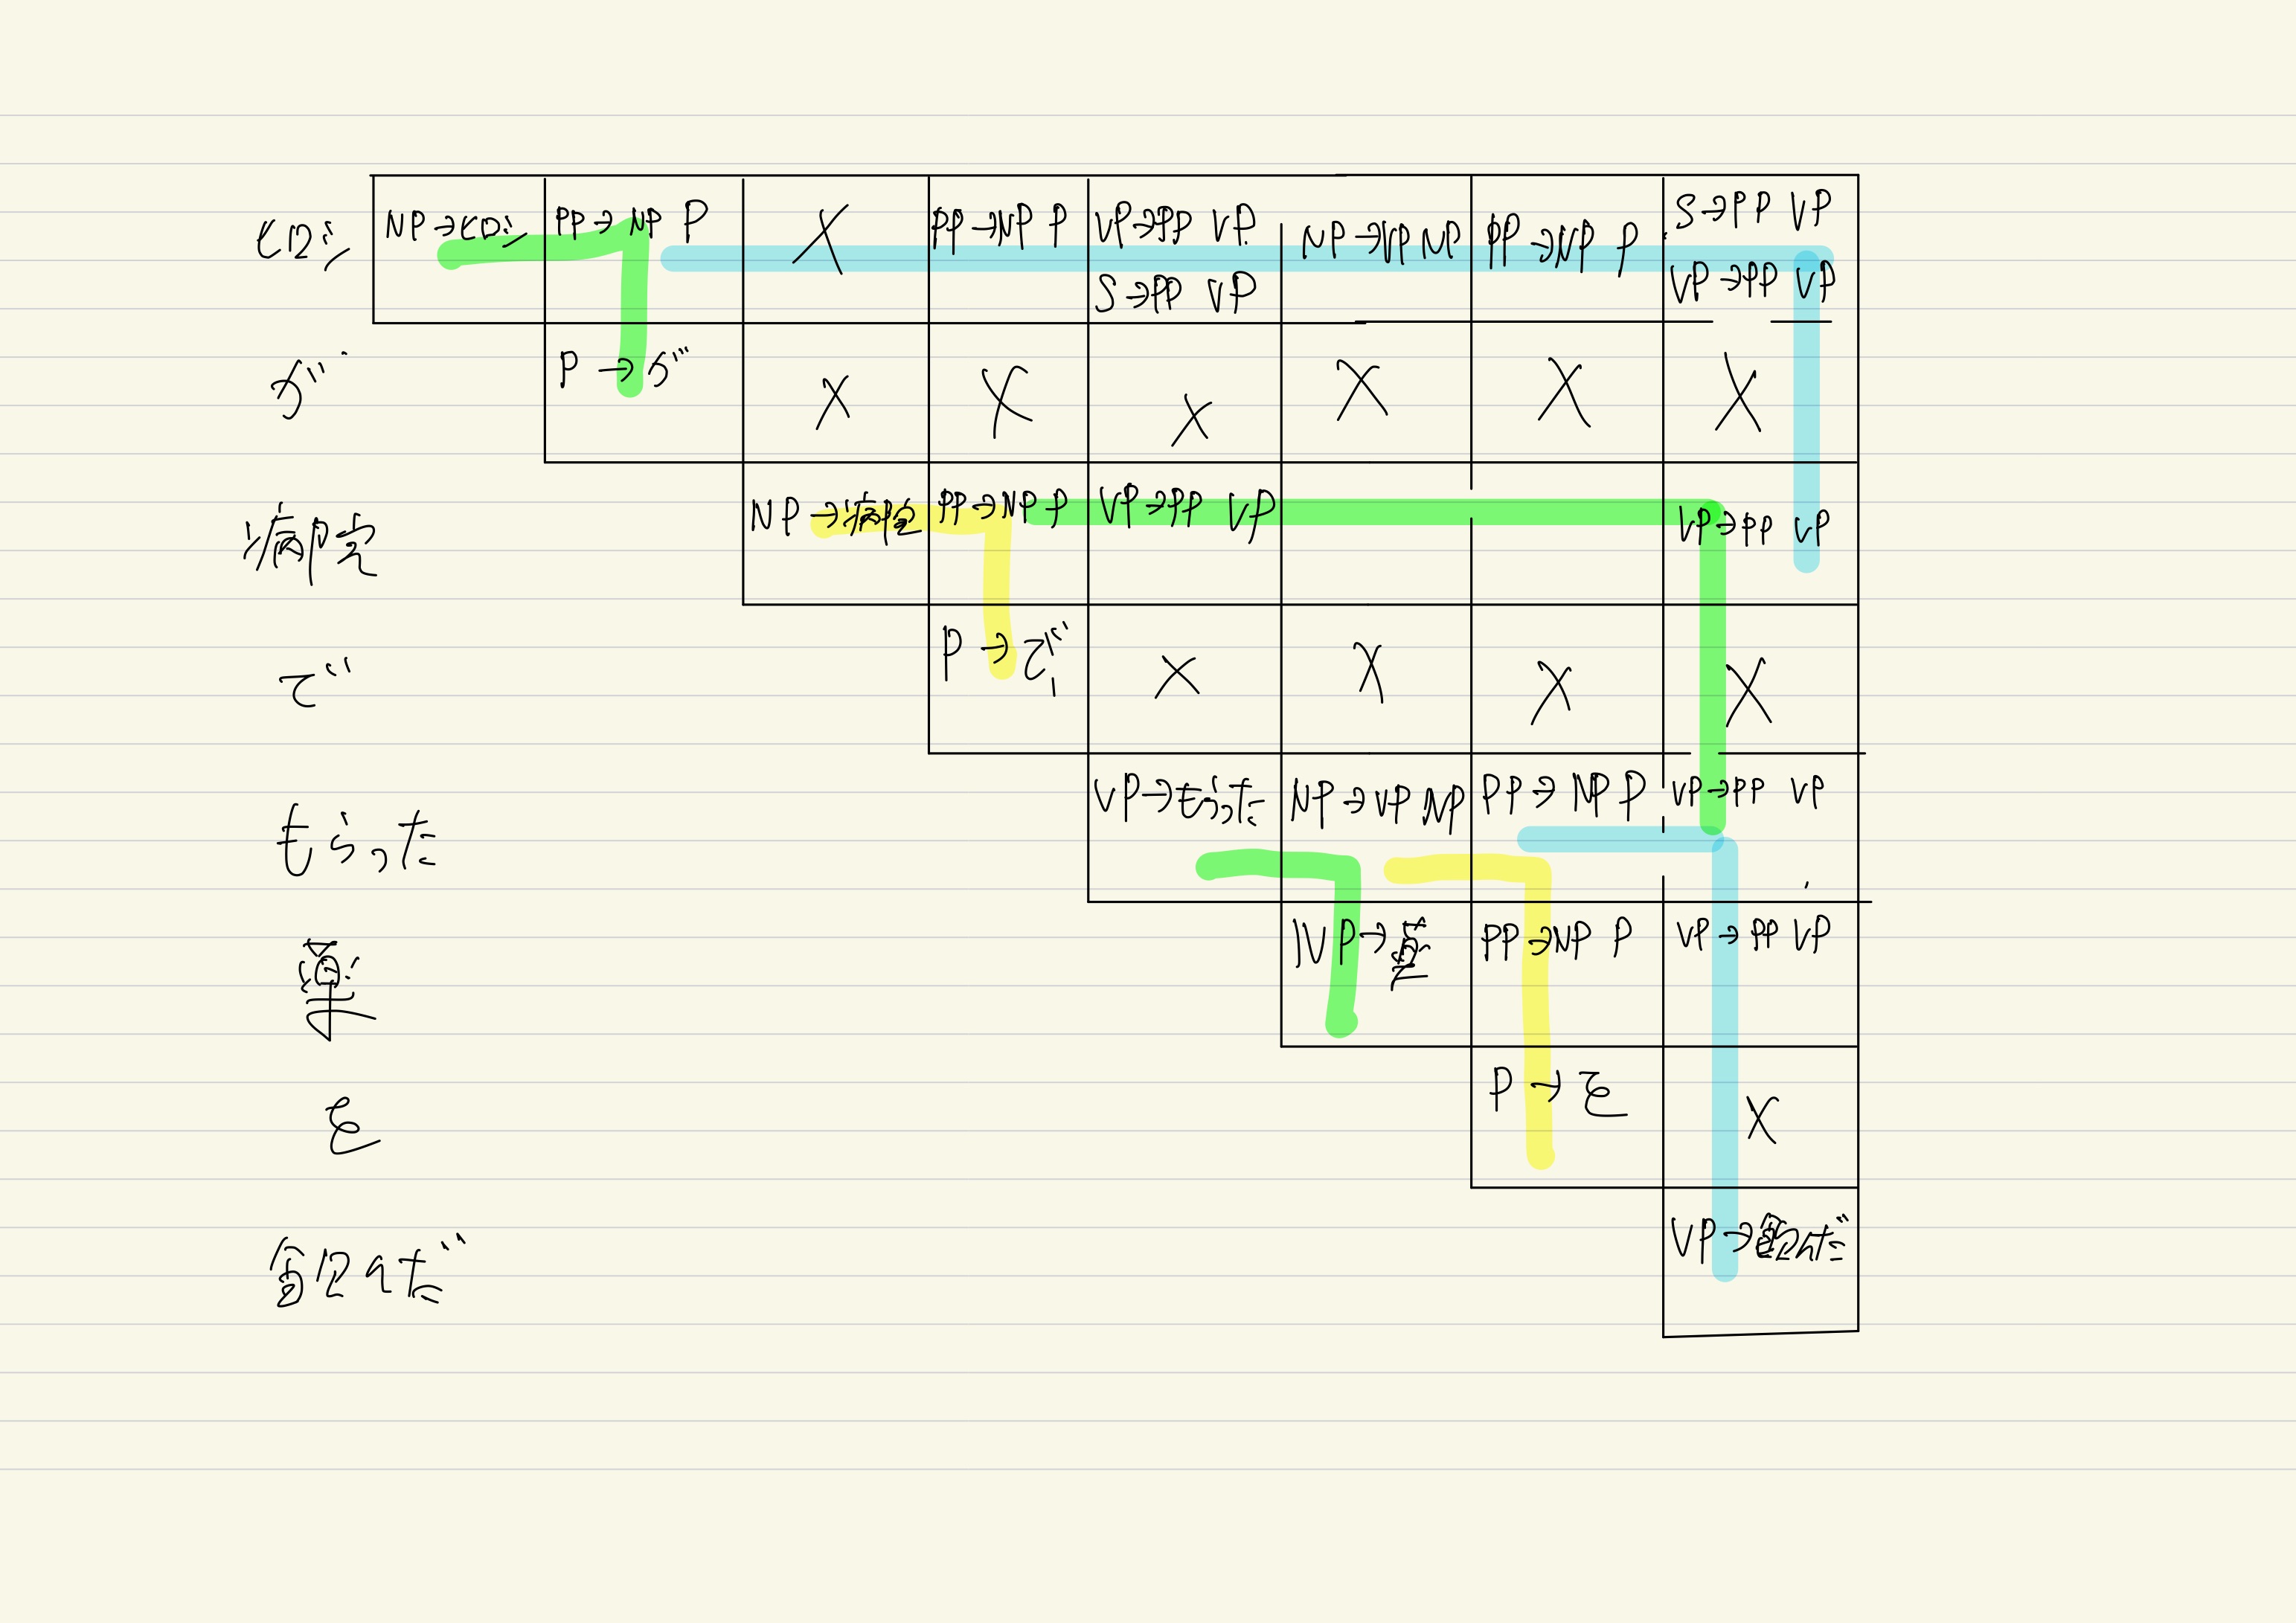 ヒロシ NP→ヒロシ PP→NP P X PP→NP P VP→PP VP NP→VP NP PP→NP P S→PP VP
S→PP VP VP→PP VP
が P→が X X X X X X
病院 NP→病院 PP→NP P VP→PP VP VP→PP VP
で P→で X X X X
もらった VP→もらった NP→VP NP PP→NP P VP→PP VP
薬 NP→薬 PP→NP P VP→PP VP
を P→を X
飲んだ VP→飲んだ